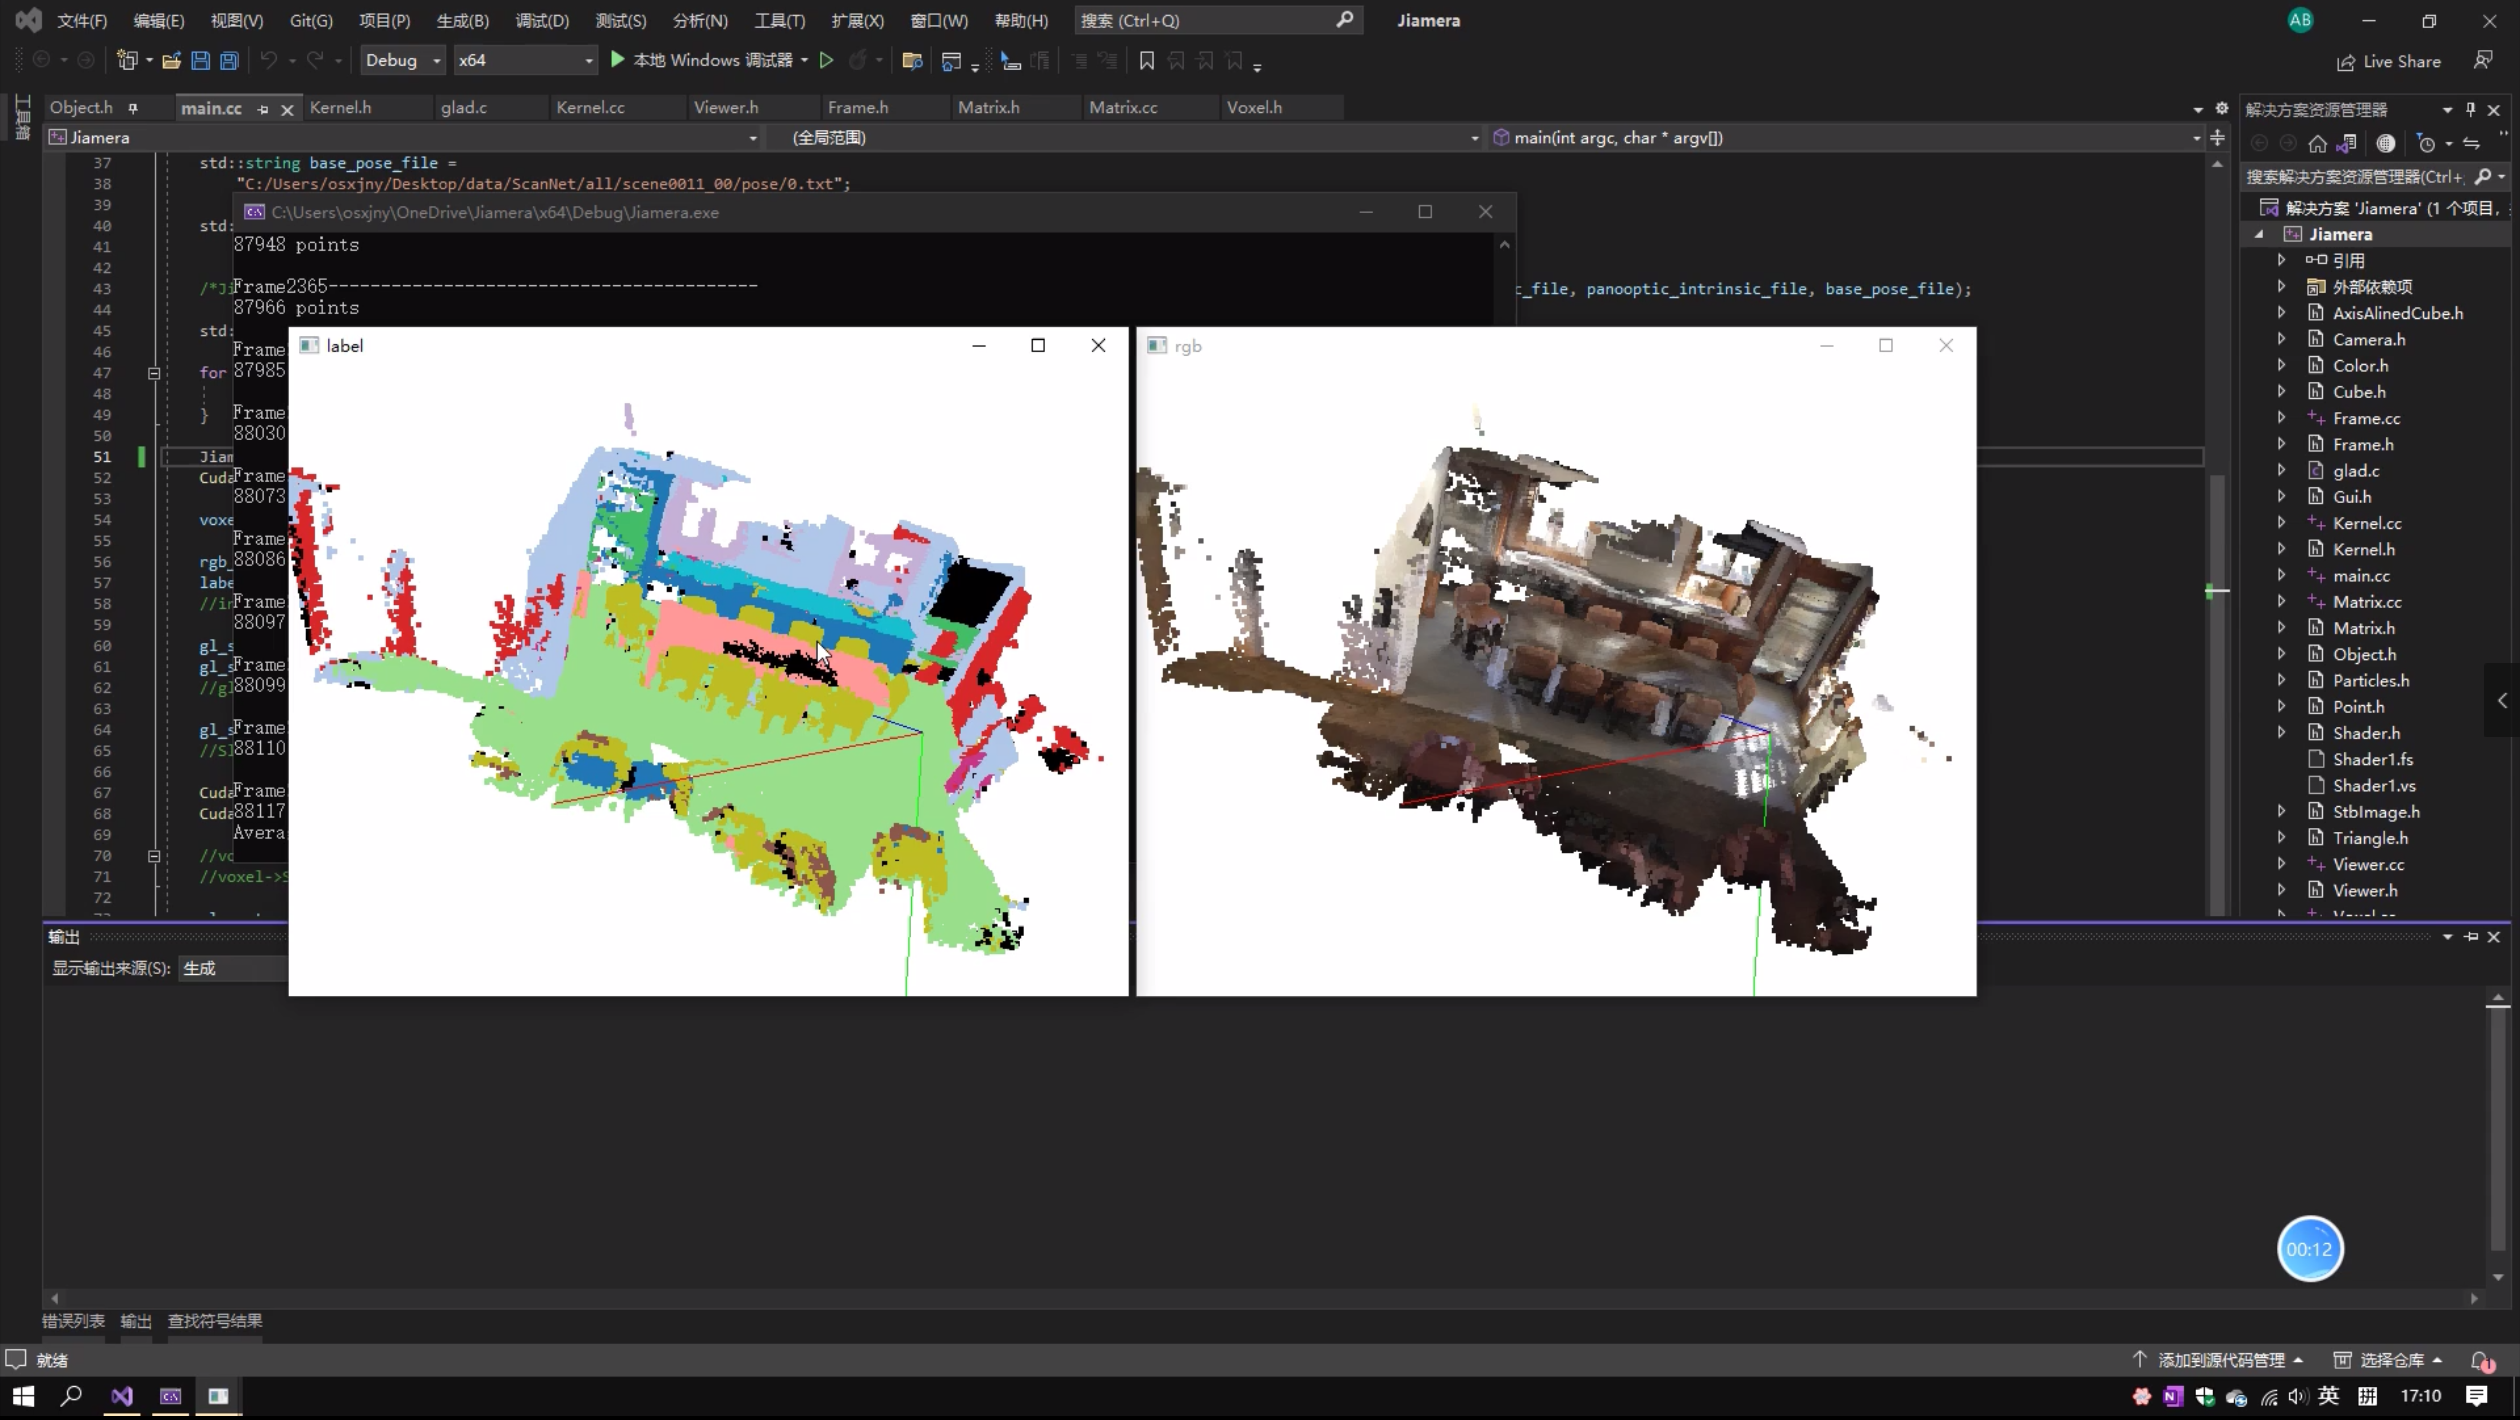 文件(F) 编辑(E) 视图(V) Git(G) 项目(P) 生成(B) 调试(D) 测试(S) 分析(N) 工具(T) 扩展(X) 窗口(W) 帮助(H) 搜索 (Ctrl+Q) Jiamera AB
Debug x64 本地 Windows 调试器 Live Share
工具箱
Object.h main.cc Kernel.h glad.c Kernel.cc Viewer.h Frame.h Matrix.h Matrix.cc Voxel.h
Jiamera (全局范围) main(int argc, char * argv[])
37 std::string base_pose_file =
38 "C:/Users/osxjny/Desktop/data/ScanNet/all/scene0011_00/pose/0.txt";
39
40 std:
41
42
43 /*Ji c_file, panooptic_intrinsic_file, base_pose_file);
44
45 std:
46
47 for
48
49 }
50
51 Jiam
52 Cuda
53
54 voxe
55
56 rgb_
57 labe
58 //in
59
60 gl_s
61 gl_s
62 //gl
63
64 gl_s
65 //Sl
66
67 Cuda
68 Cuda
69
70 //vo
71 //voxel->S
72
C:\Users\osxjny\OneDrive\Jiamera\x64\Debug\Jiamera.exe
87948 points
Frame2365-----------------------------------------
87966 points
Frame
87985
Frame
88030
Frame
88073
Frame
88086
Frame
88097
Frame
88099
Frame
88110
Frame
88117
Avera
label
rgb
解决方案资源管理器
搜索解决方案资源管理器(Ctrl+
解决方案 'Jiamera' (1 个项目,
Jiamera
引用
外部依赖项
AxisAlinedCube.h
Camera.h
Color.h
Cube.h
Frame.cc
Frame.h
glad.c
Gui.h
Kernel.cc
Kernel.h
main.cc
Matrix.cc
Matrix.h
Object.h
Particles.h
Point.h
Shader.h
Shader1.fs
Shader1.vs
StbImage.h
Triangle.h
Viewer.cc
Viewer.h
输出
显示输出来源(S): 生成
00:12
错误列表 输出 查找符号结果
就绪 添加到源代码管理 选择仓库 1
英 拼 17:10